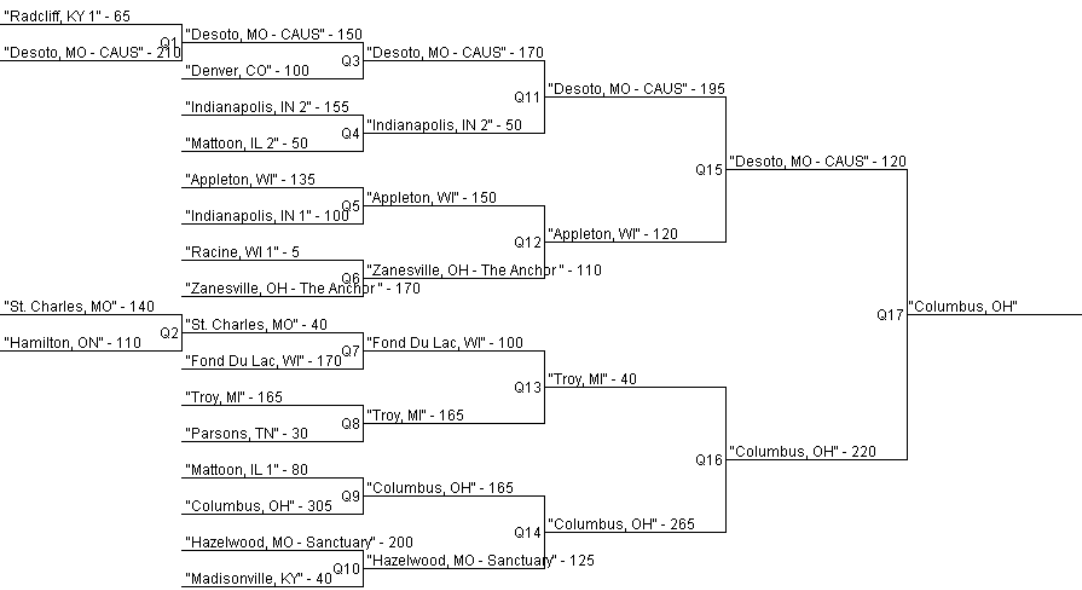 "Radcliff, KY 1" - 65
Q1
"Desoto, MO - CAUS" - 210
"Desoto, MO - CAUS" - 150
Q3
"Denver, CO" - 100
"Desoto, MO - CAUS" - 170
Q11
"Indianapolis, IN 2" - 155
Q4
"Mattoon, IL 2" - 50
"Indianapolis, IN 2" - 50
"Desoto, MO - CAUS" - 195
Q15
"Appleton, WI" - 135
Q5
"Indianapolis, IN 1" - 100
"Appleton, WI" - 150
Q12
"Racine, WI 1" - 5
Q6
"Zanesville, OH - The Anchor" - 170
"Zanesville, OH - The Anchor" - 110
"Appleton, WI" - 120
"Desoto, MO - CAUS" - 120
Q17
"Columbus, OH"
"St. Charles, MO" - 140
Q2
"Hamilton, ON" - 110
"St. Charles, MO" - 40
Q7
"Fond Du Lac, WI" - 170
"Fond Du Lac, WI" - 100
Q13
"Troy, MI" - 165
Q8
"Parsons, TN" - 30
"Troy, MI" - 165
"Troy, MI" - 40
Q16
"Columbus, OH" - 220
"Mattoon, IL 1" - 80
Q9
"Columbus, OH" - 305
"Columbus, OH" - 165
Q14
"Columbus, OH" - 265
"Hazelwood, MO - Sanctuary" - 200
Q10
"Madisonville, KY" - 40
"Hazelwood, MO - Sanctuary" - 125